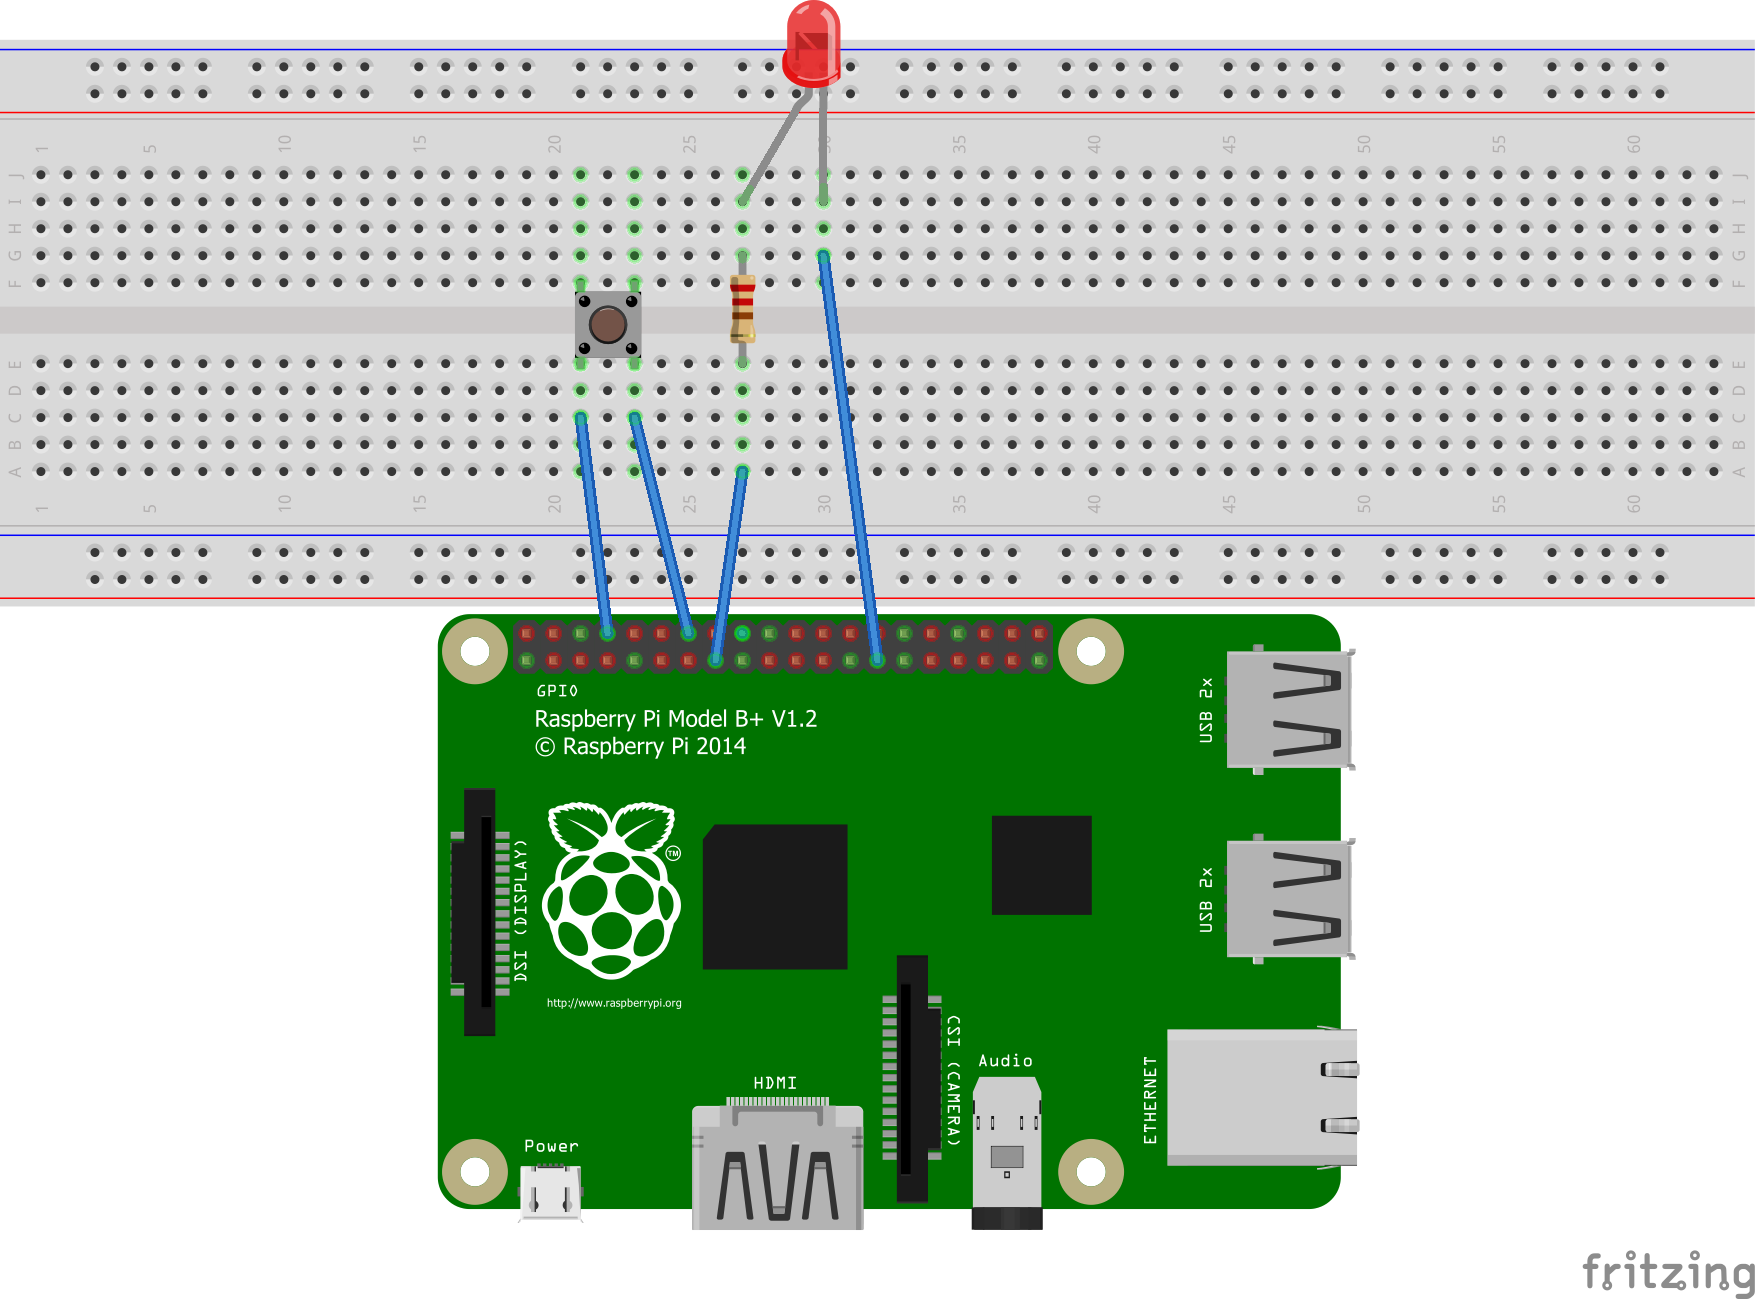 1 5 10 15 20 25 30 35 40 45 50 55 60
J J
I I
H H
G G
F F
E E
D D
C C
B B
A A
1 5 10 15 20 25 30 35 40 45 50 55 60
GPIO
Raspberry Pi Model B+ V1.2
© Raspberry Pi 2014
USB 2x
DSI (DISPLAY)
TM
USB 2x
http://www.raspberrypi.org
CSI (CAMERA)
Audio
ETHERNET
HDMI
Power
fritzing